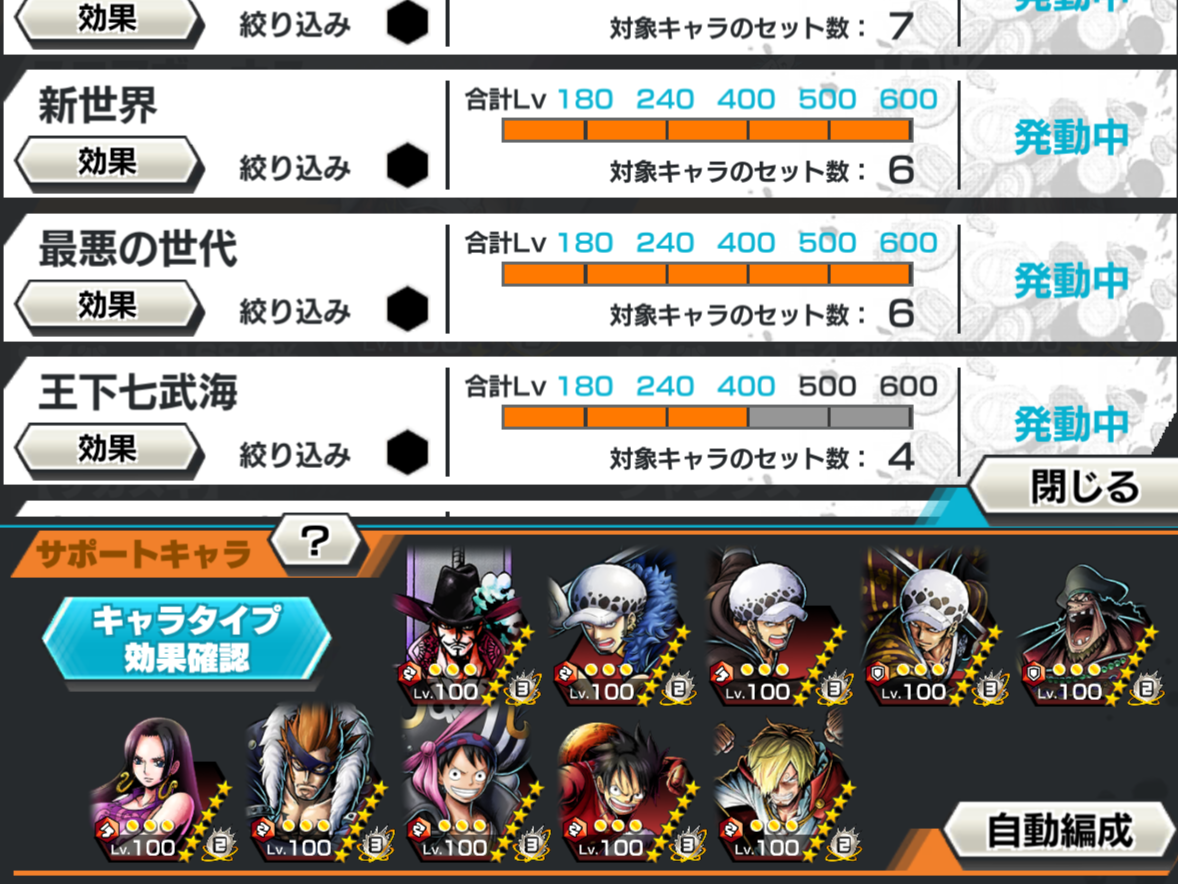 効果
絞り込み
対象キャラのセット数： 7
新世界
合計Lv 180 240 400 500 600
効果
絞り込み
対象キャラのセット数： 6
発動中
最悪の世代
合計Lv 180 240 400 500 600
効果
絞り込み
対象キャラのセット数： 6
発動中
王下七武海
合計Lv 180 240 400 500 600
効果
絞り込み
対象キャラのセット数： 4
発動中
閉じる
サポートキャラ
?
キャラタイプ
効果確認
Lv.100 3
Lv.100 2
Lv.100 3
Lv.100 3
Lv.100 2
Lv.100 2
Lv.100 3
Lv.100 3
Lv.100 3
Lv.100 2
自動編成